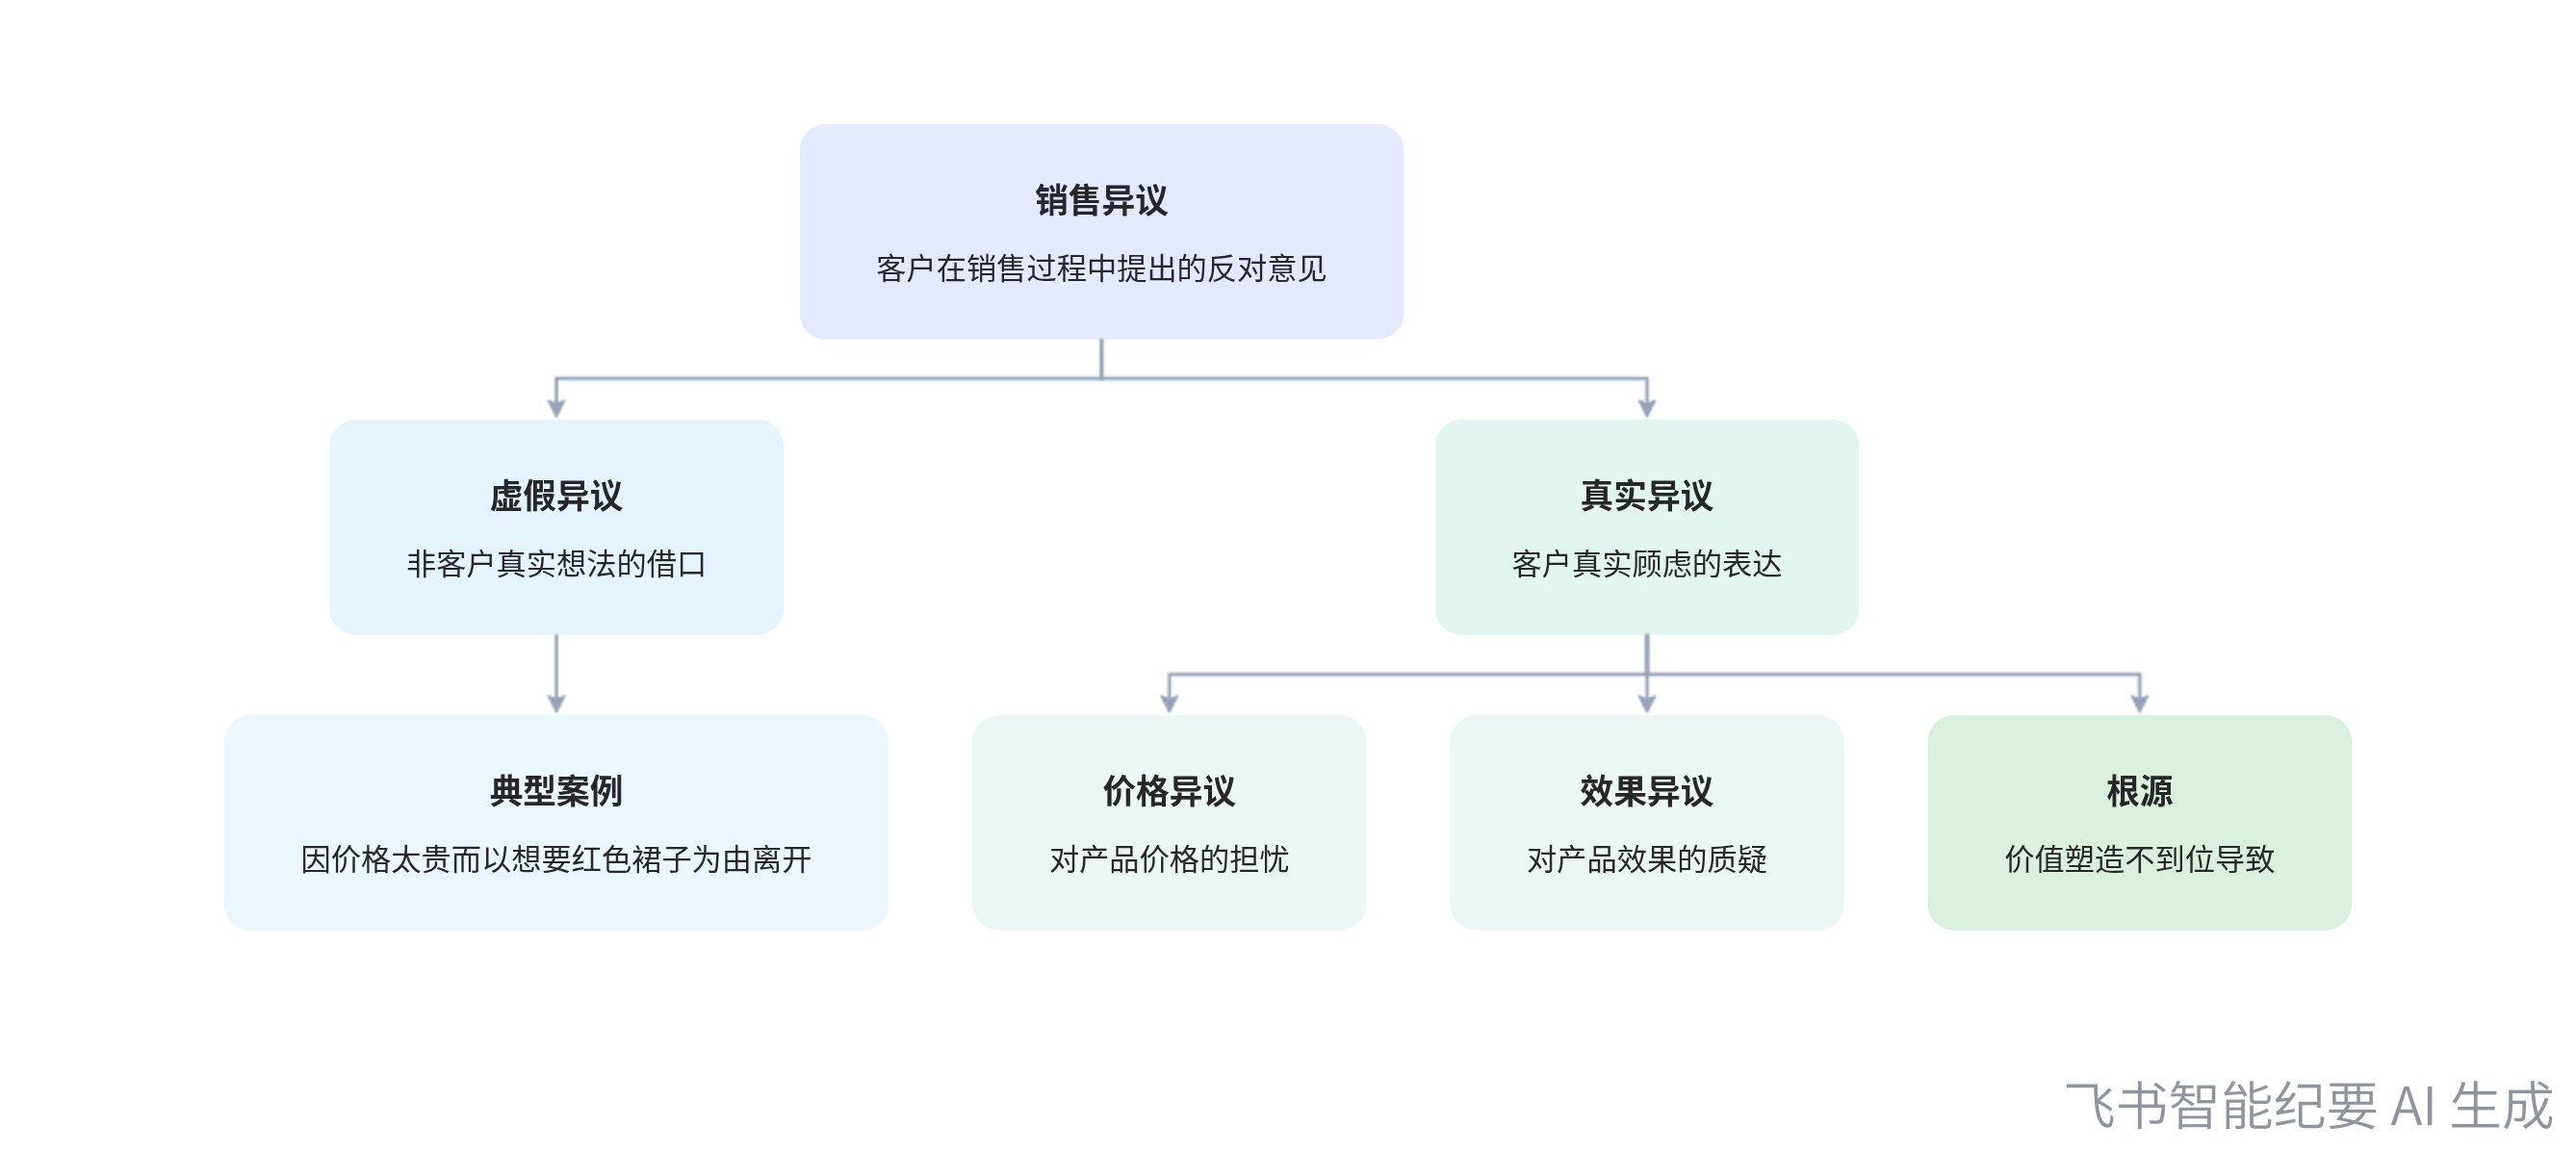 销售异议
客户在销售过程中提出的反对意见
虚假异议
非客户真实想法的借口
真实异议
客户真实顾虑的表达
典型案例
因价格太贵而以想要红色裙子为由离开
价格异议
对产品价格的担忧
效果异议
对产品效果的质疑
根源
价值塑造不到位导致
飞书智能纪要 AI 生成